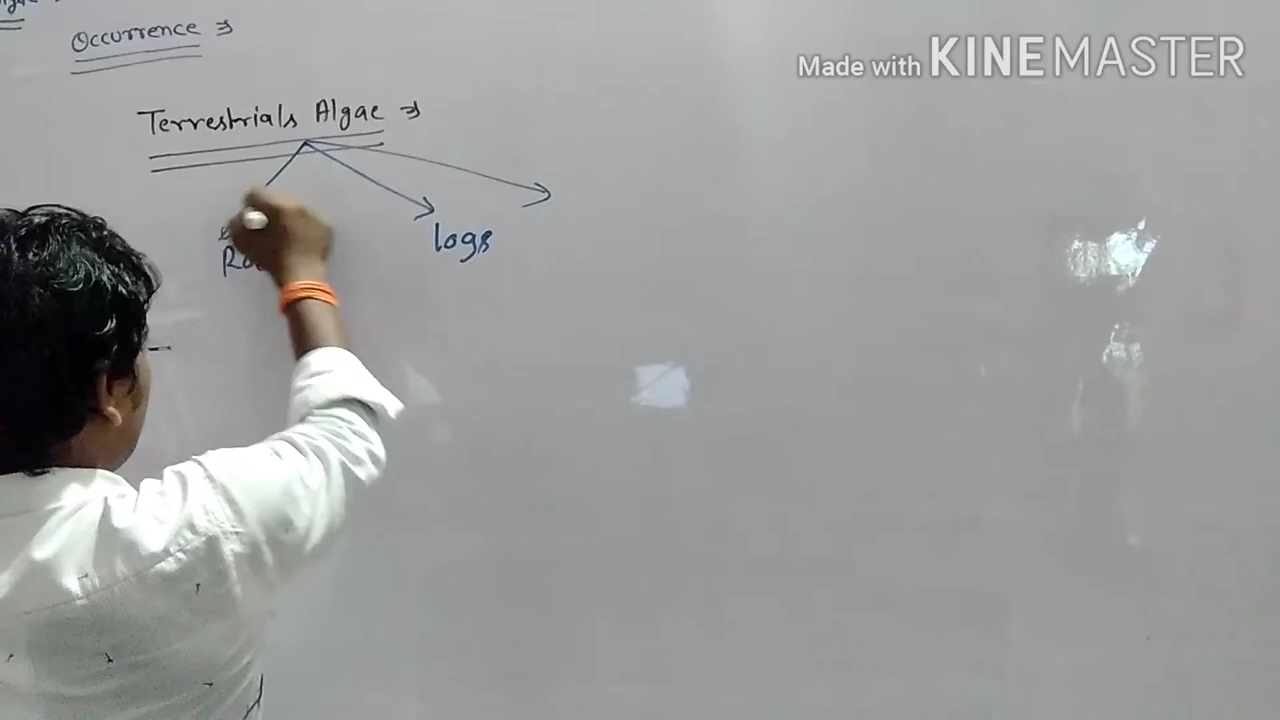 Occurrence ⇒
Made with KINEMASTER
Terrestrials Algae ⇒
logs